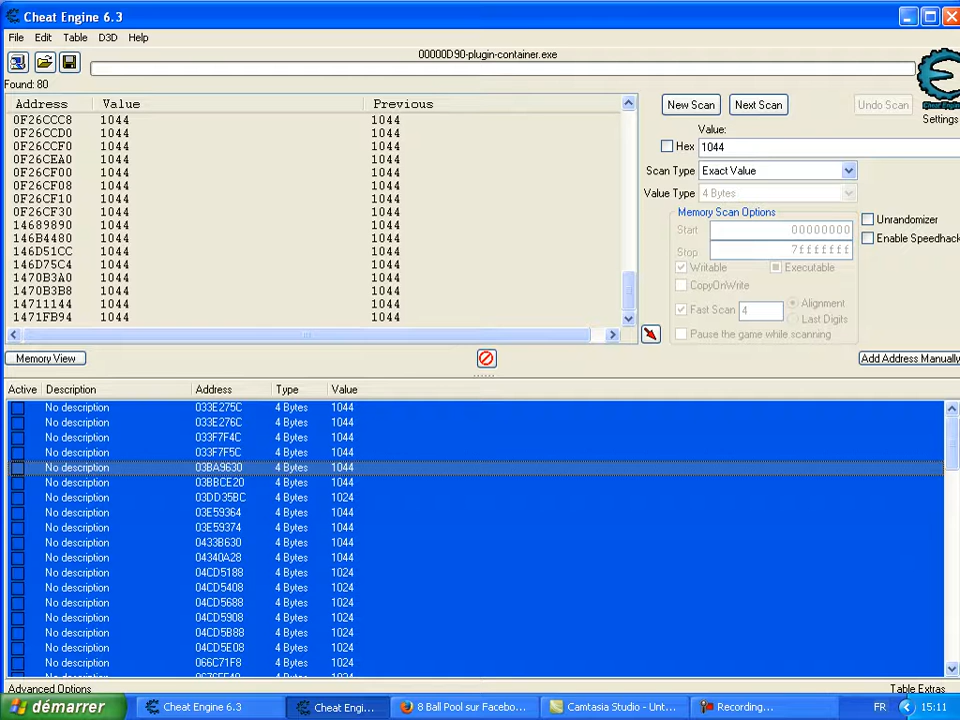 Cheat Engine 6.3
File Edit Table D3D Help
00000D90-plugin-container.exe
Found: 80
Cheat Engine
Settings
Address Value Previous
0F26CCC8 1044 1044
0F26CCD0 1044 1044
0F26CCF0 1044 1044
0F26CEA0 1044 1044
0F26CF00 1044 1044
0F26CF08 1044 1044
0F26CF10 1044 1044
0F26CF30 1044 1044
14689890 1044 1044
146B4480 1044 1044
146D51CC 1044 1044
146D75C4 1044 1044
1470B3A0 1044 1044
1470B3B8 1044 1044
14711144 1044 1044
1471FB94 1044 1044
New Scan Next Scan Undo Scan
Value:
Hex 1044
Scan Type Exact Value
Value Type 4 Bytes
Memory Scan Options
Start 00000000
Stop 7fffffff
Writable Executable
CopyOnWrite
Fast Scan 4 Alignment
Last Digits
Pause the game while scanning
Unrandomizer
Enable Speedhack
Memory View
Add Address Manually
Active Description Address Type Value
No description 033E275C 4 Bytes 1044
No description 033E276C 4 Bytes 1044
No description 033F7F4C 4 Bytes 1044
No description 033F7F5C 4 Bytes 1044
No description 03BA9630 4 Bytes 1044
No description 03BBCE20 4 Bytes 1044
No description 03DD35BC 4 Bytes 1024
No description 03E59364 4 Bytes 1044
No description 03E59374 4 Bytes 1044
No description 0433B630 4 Bytes 1044
No description 04340A28 4 Bytes 1044
No description 04CD5188 4 Bytes 1024
No description 04CD5408 4 Bytes 1024
No description 04CD5688 4 Bytes 1024
No description 04CD5908 4 Bytes 1024
No description 04CD5B88 4 Bytes 1024
No description 04CD5E08 4 Bytes 1024
No description 066C71F8 4 Bytes 1024
Advanced Options Table Extras
démarrer Cheat Engine 6.3 Cheat Engi... 8 Ball Pool sur Facebo... Camtasia Studio - Unt... Recording... FR 15:11